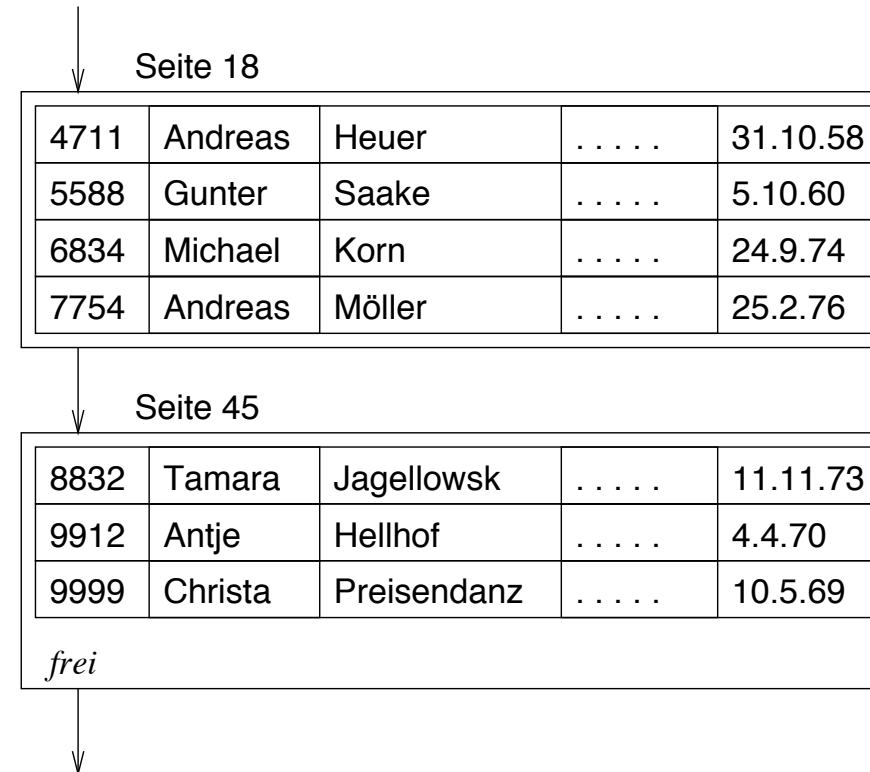 Seite 18
4711 Andreas Heuer . . . . . 31.10.58
5588 Gunter Saake . . . . . 5.10.60
6834 Michael Korn . . . . . 24.9.74
7754 Andreas Möller . . . . . 25.2.76
Seite 45
8832 Tamara Jagellowsk . . . . . 11.11.73
9912 Antje Hellhof . . . . . 4.4.70
9999 Christa Preisendanz . . . . . 10.5.69
frei